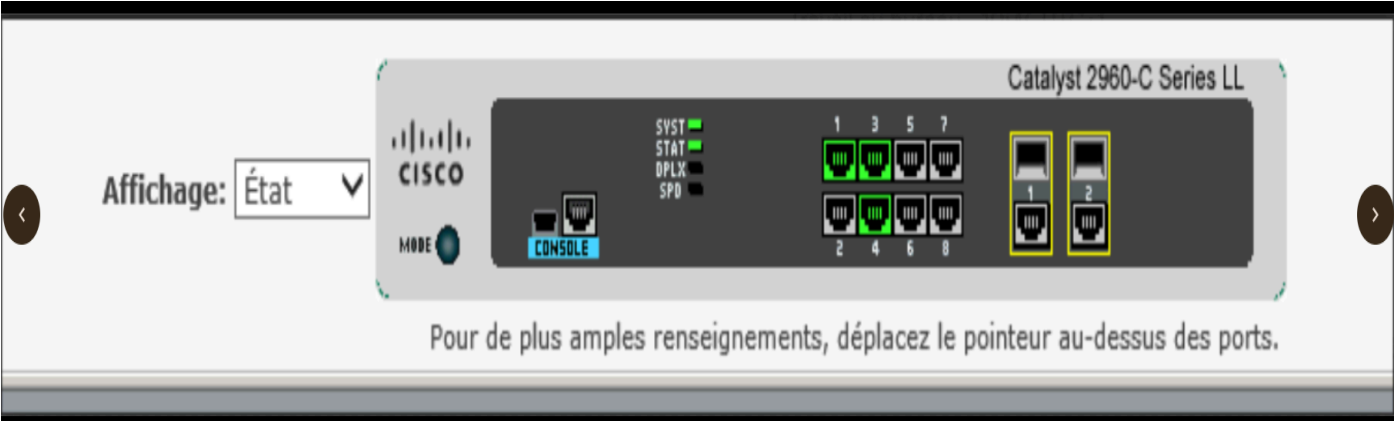 Catalyst 2960-C Series LL
Affichage: État
CISCO
MODE
CONSOLE
SYST
STAT
DPLX
SPD
1 3 5 7
2 4 6 8
1 2
Pour de plus amples renseignements, déplacez le pointeur au-dessus des ports.